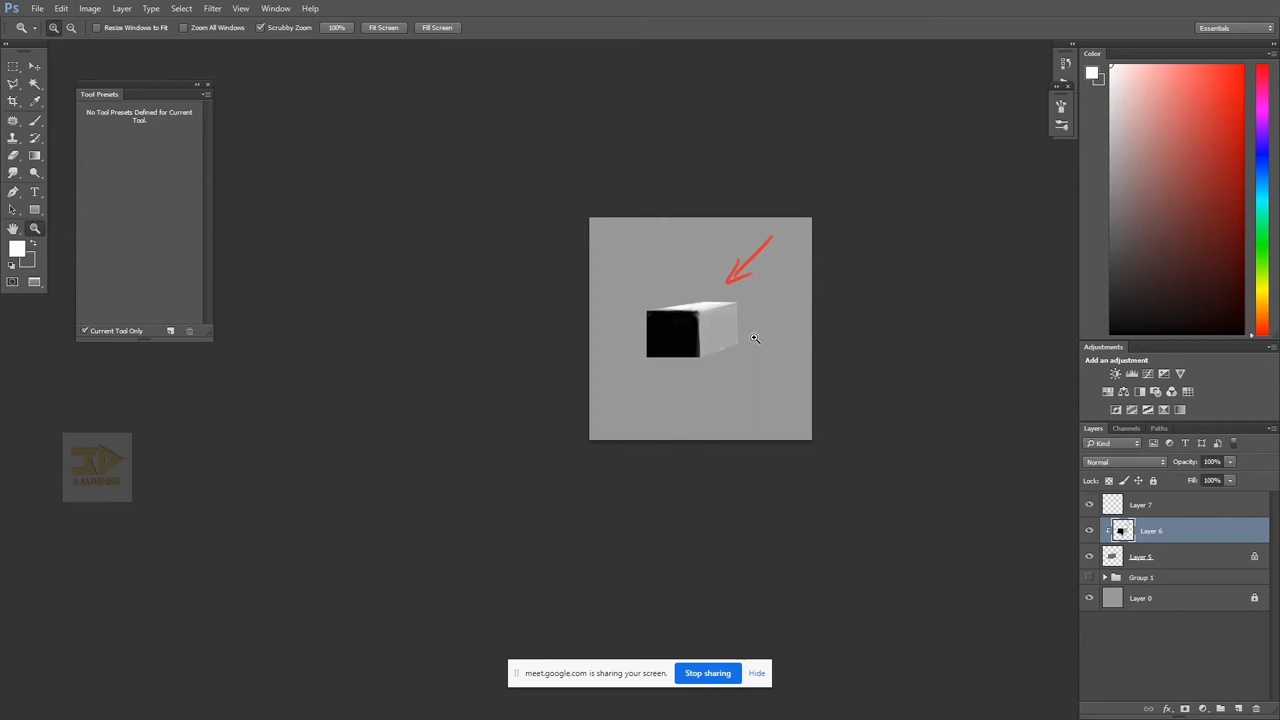 Ps File Edit Image Layer Type Select Filter View Window Help
Resize Windows to Fit Zoom All Windows Scrubby Zoom 100% Fit Screen Fill Screen Essentials
Tool Presets
No Tool Presets Defined for Current
Tool.
Current Tool Only
Color
Adjustments
Add an adjustment
Layers Channels Paths
Kind
Normal Opacity: 100%
Lock: Fill: 100%
Layer 7
Layer 6
Layer 5
Group 1
Layer 0
meet.google.com is sharing your screen. Stop sharing Hide